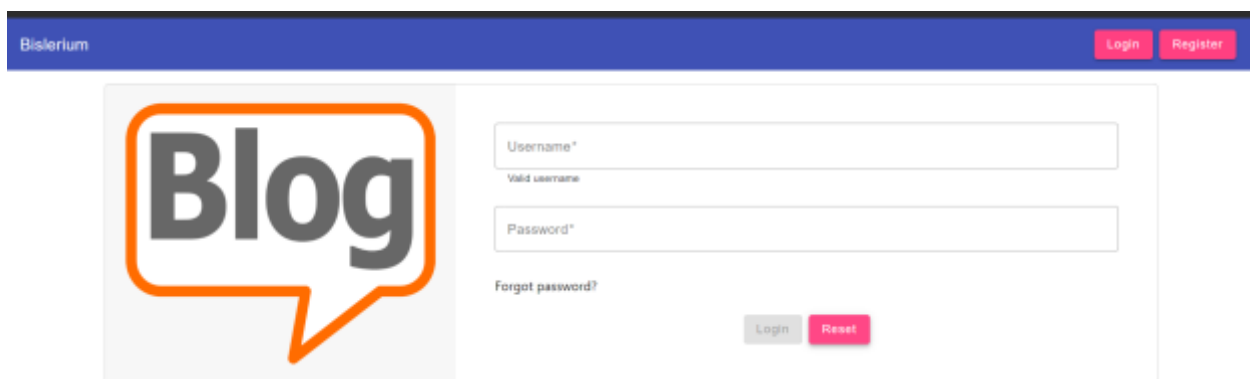 Bislerium
Login Register
Blog
Username*
Valid username
Password*
Forgot password?
Login Reset